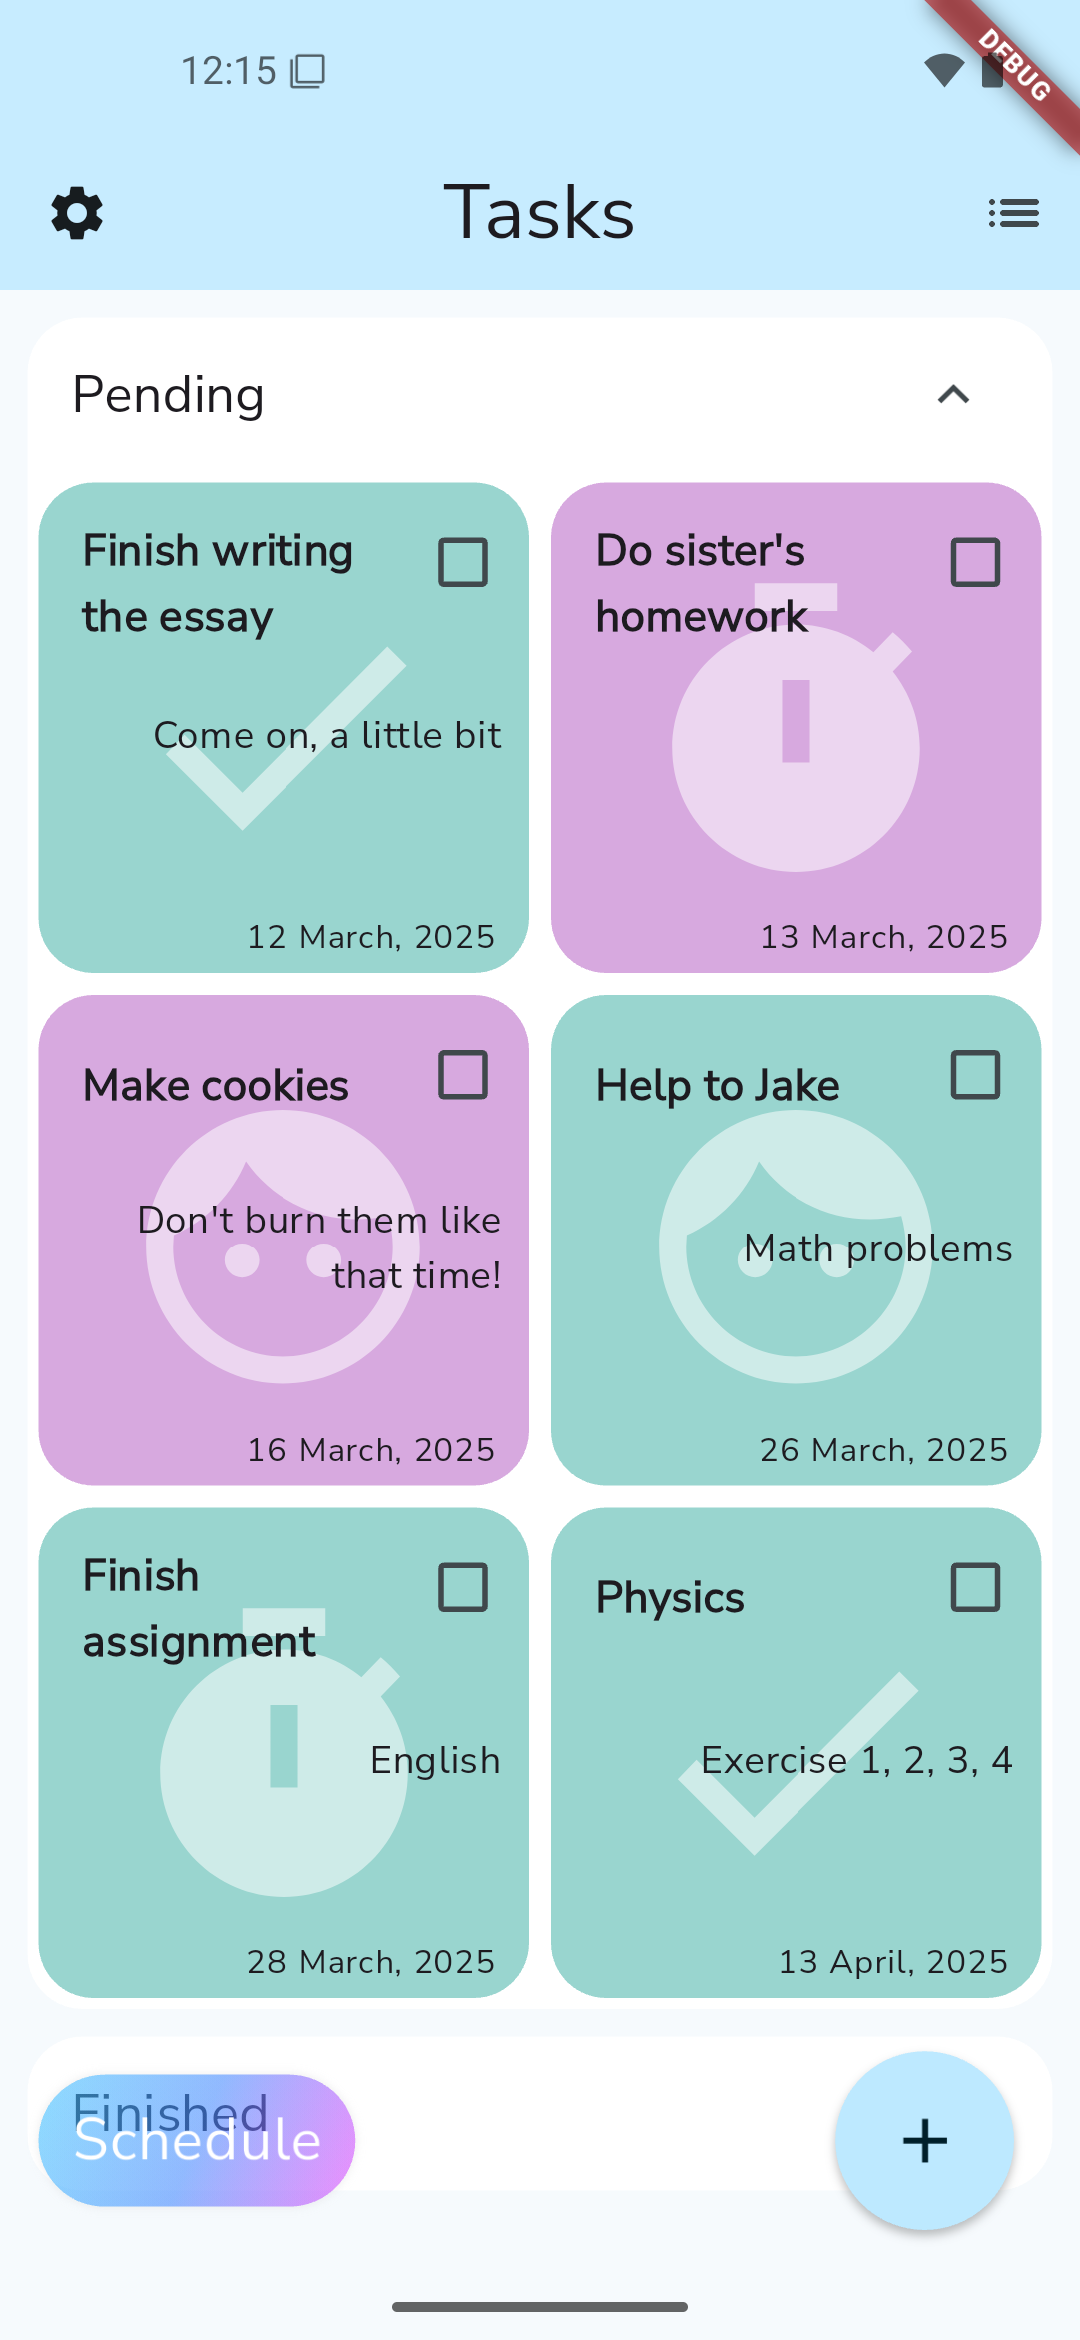 12:15
DEBUG
Tasks
Pending
Finish writing
the essay
Come on, a little bit
12 March, 2025
Do sister's
homework
13 March, 2025
Make cookies
Don't burn them like
that time!
16 March, 2025
Help to Jake
Math problems
26 March, 2025
Finish
assignment
English
28 March, 2025
Physics
Exercise 1, 2, 3, 4
13 April, 2025
Finished
Schedule